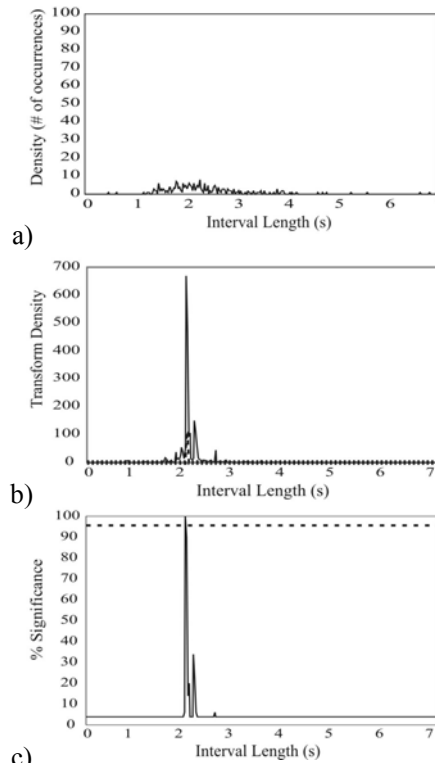 100
90
80
70
60
50
40
30
20
10
0
Density (# of occurrences)
0 1 2 3 4 5 6
Interval Length (s)
a)
700
600
500
400
300
200
100
0
Transform Density
0 1 2 3 4 5 6 7
Interval Length (s)
b)
100
90
80
70
60
50
40
30
20
10
0
% Significance
0 1 2 3 4 5 6 7
Interval Length (s)
c)